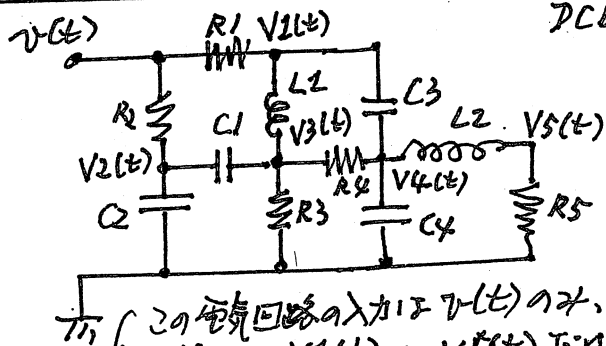 v(t) R1 V1(t) DC
L1 C3
R2 C1 V3(t) L2 V5(t)
V2(t) R4 V4(t)
C2 R3 C4 R5
この電気回路の入力は v(t) のみ、